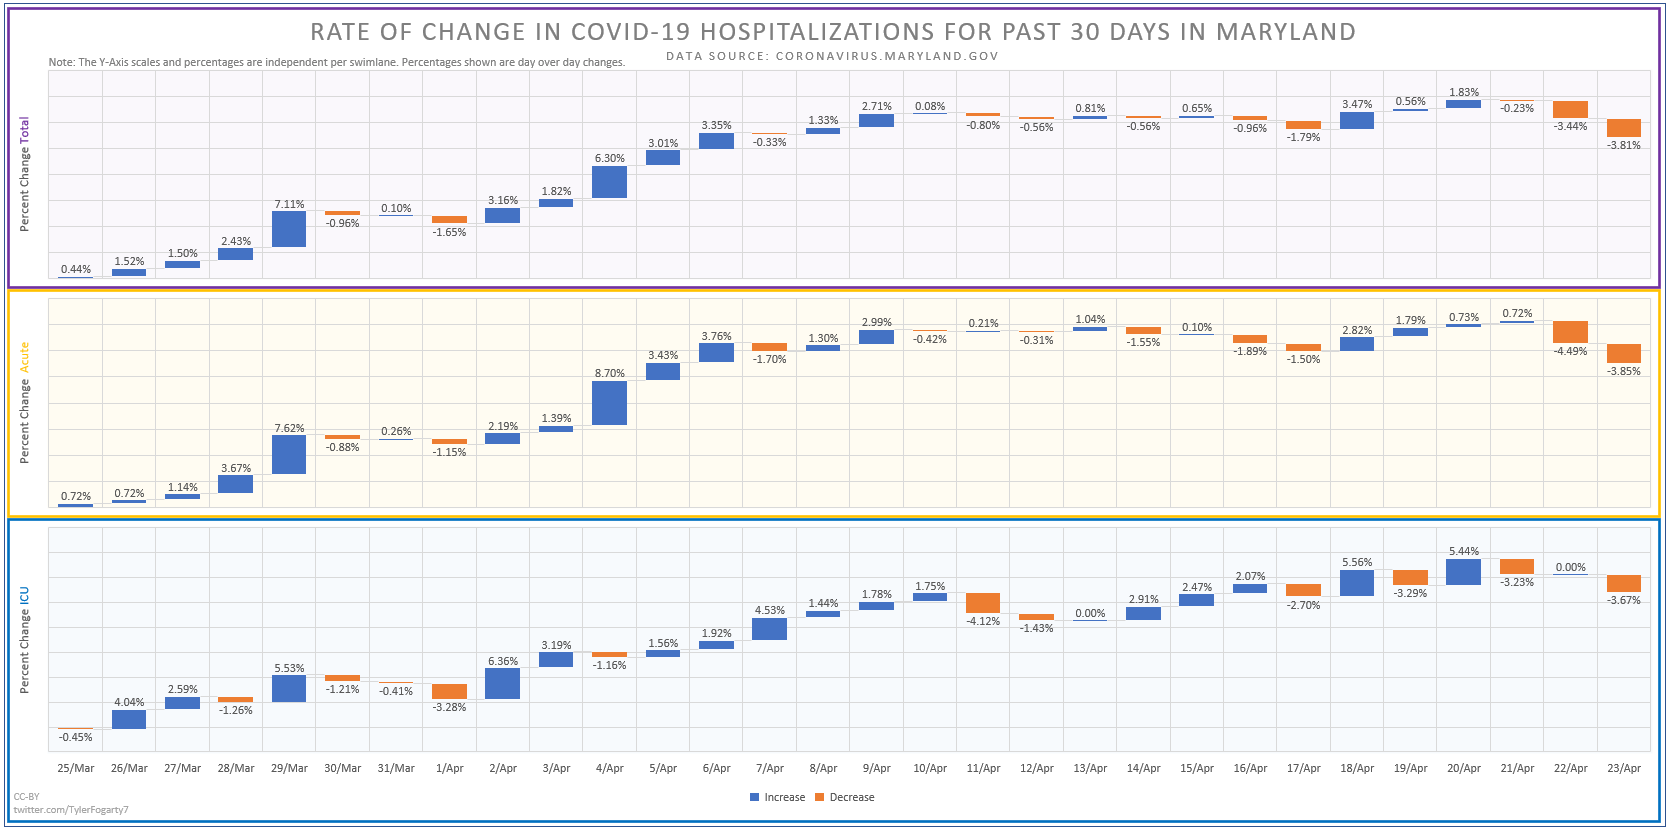 RATE OF CHANGE IN COVID-19 HOSPITALIZATIONS FOR PAST 30 DAYS IN MARYLAND
DATA SOURCE: CORONAVIRUS.MARYLAND.GOV
Note: The Y-Axis scales and percentages are independent per swimlane. Percentages shown are day over day changes.
Percent Change Total
0.44% 1.52% 1.50% 2.43% 7.11% -0.96% 0.10% -1.65% 3.16% 1.82% 6.30% 3.01% 3.35% -0.33% 1.33% 2.71% 0.08% -0.80% -0.56% 0.81% -0.56% 0.65% -0.96% -1.79% 3.47% 0.56% 1.83% -0.23% -3.44% -3.81%
Percent Change Acute
0.72% 0.72% 1.14% 3.67% 7.62% -0.88% 0.26% -1.15% 2.19% 1.39% 8.70% 3.43% 3.76% -1.70% 1.30% 2.99% -0.42% 0.21% -0.31% 1.04% -1.55% 0.10% -1.89% -1.50% 2.82% 1.79% 0.73% 0.72% -4.49% -3.85%
Percent Change ICU
-0.45% 4.04% 2.59% -1.26% 5.53% -1.21% -0.41% -3.28% 6.36% 3.19% -1.16% 1.56% 1.92% 4.53% 1.44% 1.78% 1.75% -4.12% -1.43% 0.00% 2.91% 2.47% 2.07% -2.70% 5.56% -3.29% 5.44% -3.23% 0.00% -3.67%
25/Mar 26/Mar 27/Mar 28/Mar 29/Mar 30/Mar 31/Mar 1/Apr 2/Apr 3/Apr 4/Apr 5/Apr 6/Apr 7/Apr 8/Apr 9/Apr 10/Apr 11/Apr 12/Apr 13/Apr 14/Apr 15/Apr 16/Apr 17/Apr 18/Apr 19/Apr 20/Apr 21/Apr 22/Apr 23/Apr
Increase Decrease
CC-BY
twitter.com/TylerFogarty7